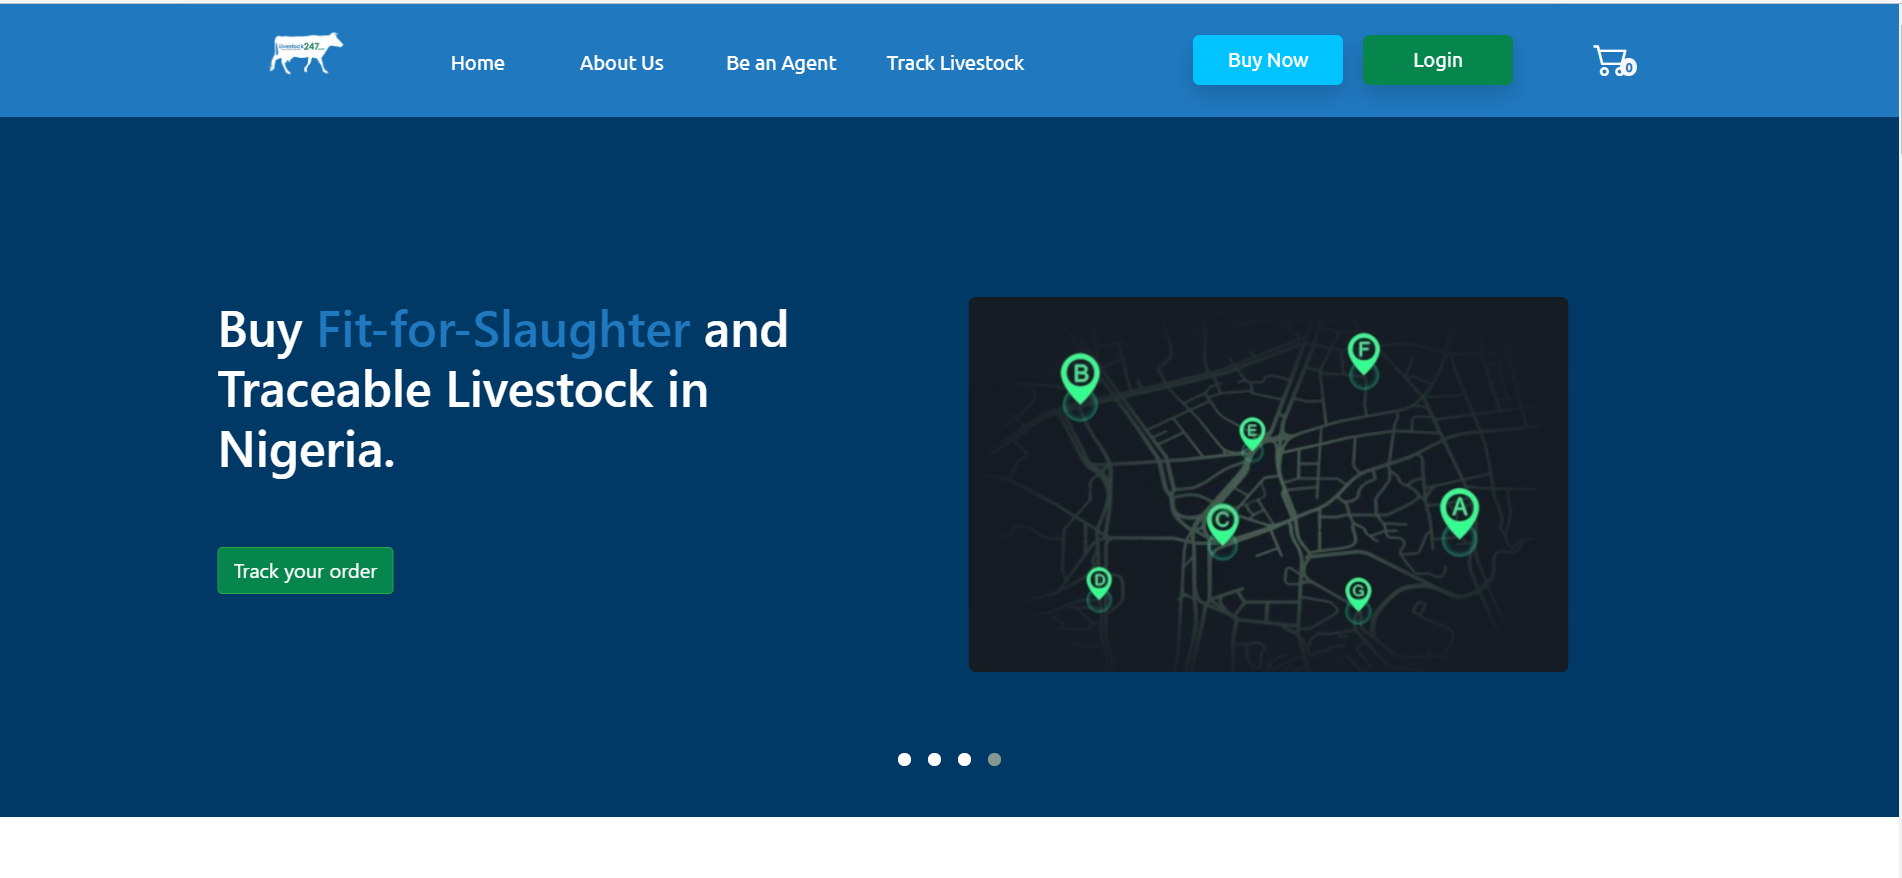 Livestock247
Home
About Us
Be an Agent
Track Livestock
Buy Now
Login
0
Buy Fit-for-Slaughter and
Traceable Livestock in
Nigeria.
Track your order
B
F
E
A
C
D
G